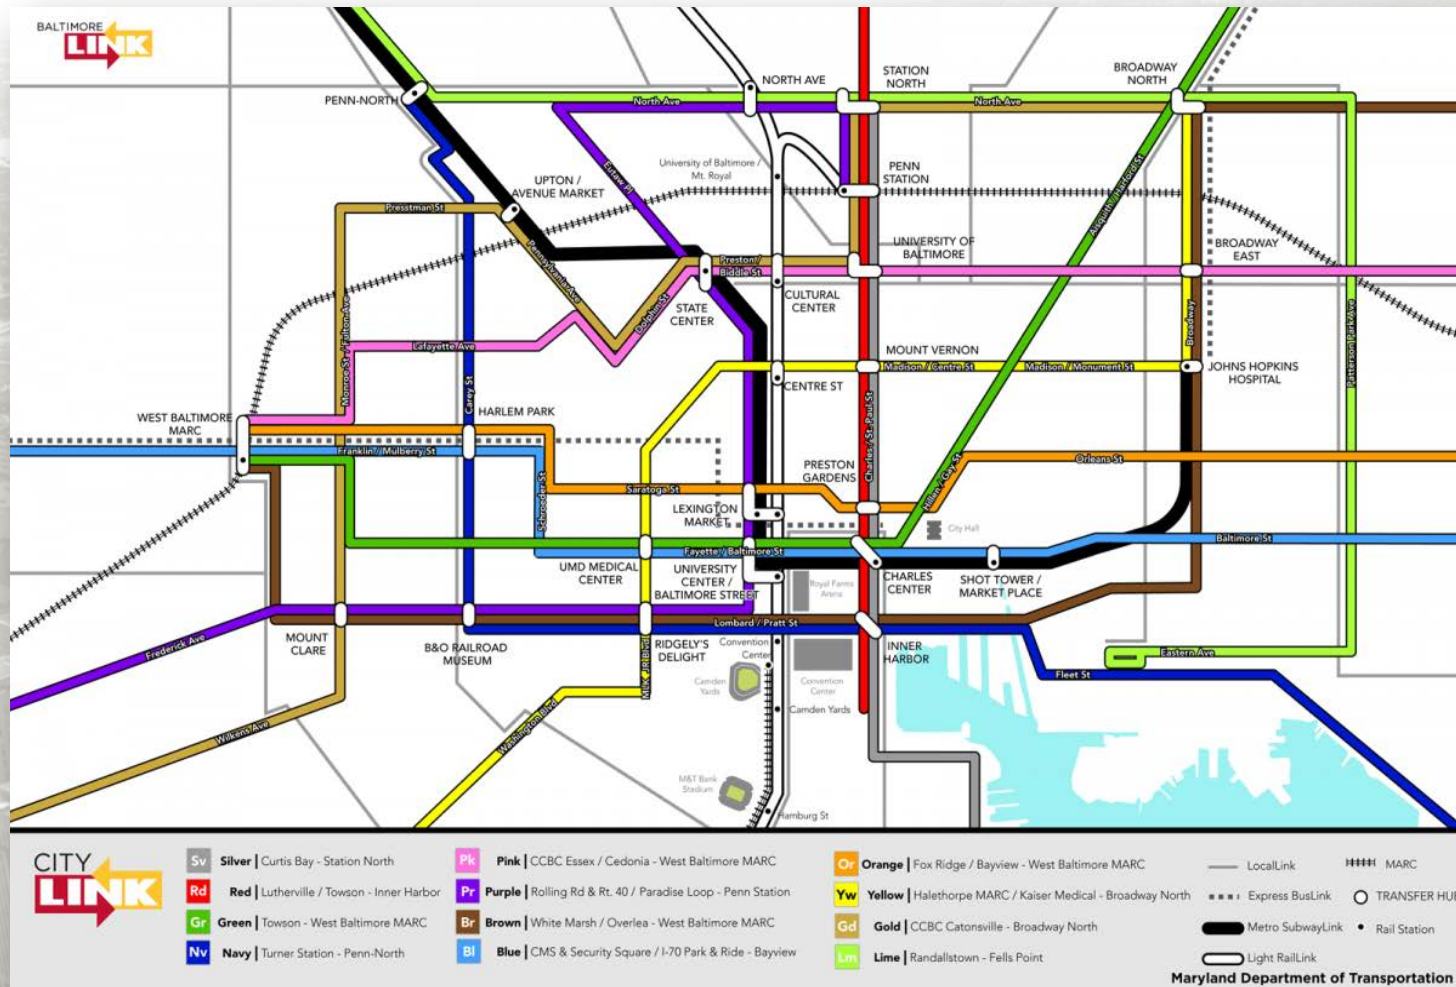 BALTIMORE
LINK
PENN-NORTH
NORTH AVE
STATION
NORTH
BROADWAY
NORTH
North Ave
North Ave
Eutaw Pl
University of Baltimore /
Mt. Royal
PENN
STATION
UPTON /
AVENUE MARKET
Presstman St
Pennsylvania Ave
Aisquith / Harford St
UNIVERSITY OF
BALTIMORE
BROADWAY
EAST
Preston /
Biddle St
Dolphin St
STATE
CENTER
CULTURAL
CENTER
Monroe St / Fulton Ave
Lafayette Ave
Carey St
Broadway
Patterson Park Ave
MOUNT VERNON
Madison / Centre St
Madison / Monument St
JOHNS HOPKINS
HOSPITAL
CENTRE ST
WEST BALTIMORE
MARC
HARLEM PARK
Franklin / Mulberry St
Schroeder St
Saratoga St
PRESTON
GARDENS
Charles / St. Paul St
Hillen / Gay St
Orleans St
LEXINGTON
MARKET
City Hall
Fayette / Baltimore St
Baltimore St
UMD MEDICAL
CENTER
UNIVERSITY
CENTER /
BALTIMORE STREET
Royal Farms
Arena
CHARLES
CENTER
SHOT TOWER /
MARKET PLACE
Lombard / Pratt St
Frederick Ave
MOUNT
CLARE
B&O RAILROAD
MUSEUM
RIDGELY'S
DELIGHT
Convention
Center
INNER
HARBOR
Eastern Ave
Fleet St
MLK Jr Blvd
Camden
Yards
Convention
Center
Camden Yards
Wilkens Ave
Washington Blvd
M&T Bank
Stadium
Hamburg St
CITY
LINK
Sv Silver | Curtis Bay - Station North
Rd Red | Lutherville / Towson - Inner Harbor
Gr Green | Towson - West Baltimore MARC
Nv Navy | Turner Station - Penn-North
Pk Pink | CCBC Essex / Cedonia - West Baltimore MARC
Pr Purple | Rolling Rd & Rt. 40 / Paradise Loop - Penn Station
Br Brown | White Marsh / Overlea - West Baltimore MARC
Bl Blue | CMS & Security Square / I-70 Park & Ride - Bayview
Or Orange | Fox Ridge / Bayview - West Baltimore MARC
Yw Yellow | Halethorpe MARC / Kaiser Medical - Broadway North
Gd Gold | CCBC Catonsville - Broadway North
Lm Lime | Randallstown - Fells Point
LocalLink
Express BusLink
Metro SubwayLink
Light RailLink
MARC
TRANSFER HUB
Rail Station
Maryland Department of Transportation